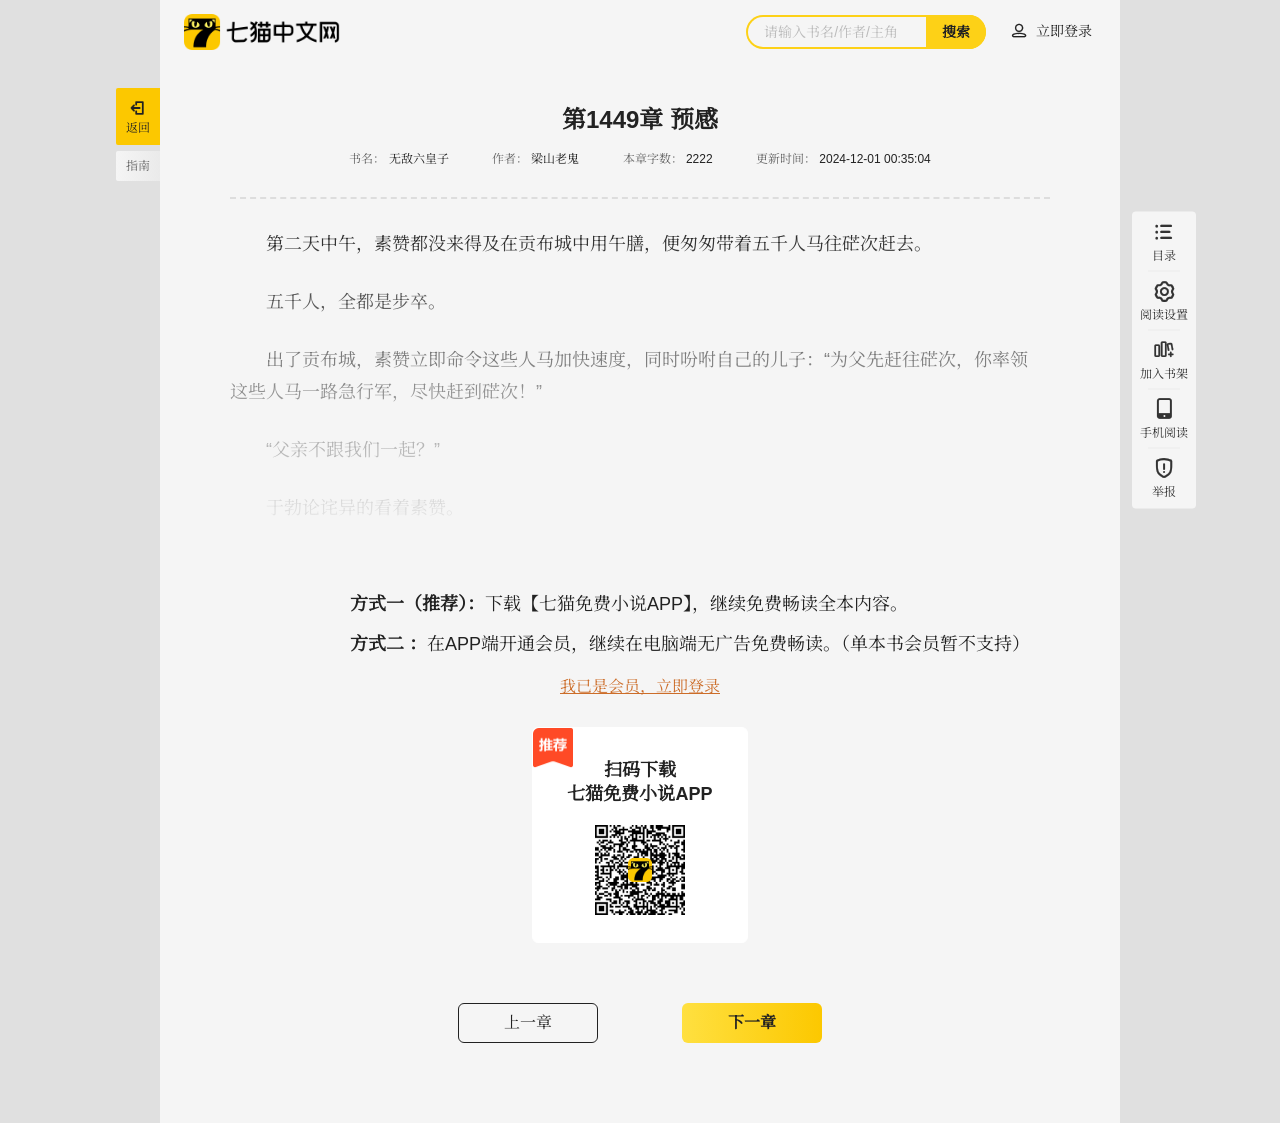 七猫中文网
请输入书名/作者/主角
搜索
立即登录
返回
指南
第1449章 预感
书名： 无敌六皇子 作者： 梁山老鬼 本章字数： 2222 更新时间： 2024-12-01 00:35:04
第二天中午，素赞都没来得及在贡布城中用午膳，便匆匆带着五千人马往硭次赶去。
五千人，全都是步卒。
出了贡布城，素赞立即命令这些人马加快速度，同时吩咐自己的儿子：“为父先赶往硭次，你率领
这些人马一路急行军，尽快赶到硭次！”
“父亲不跟我们一起？”
于勃论诧异的看着素赞。
目录
阅读设置
加入书架
手机阅读
举报
方式一（推荐）：下载【七猫免费小说APP】，继续免费畅读全本内容。
方式二 ：在APP端开通会员，继续在电脑端无广告免费畅读。（单本书会员暂不支持）
我已是会员，立即登录
推荐
扫码下载
七猫免费小说APP
上一章
下一章